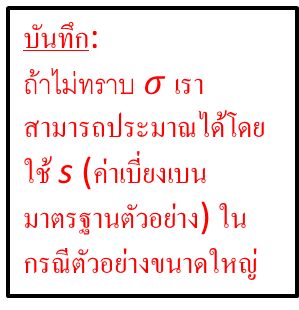 บันทึก:
ถ้าไม่ทราบ σ เรา
สามารถประมาณได้โดย
ใช้ s (ค่าเบี่ยงเบน
มาตรฐานตัวอย่าง) ใน
กรณีตัวอย่างขนาดใหญ่